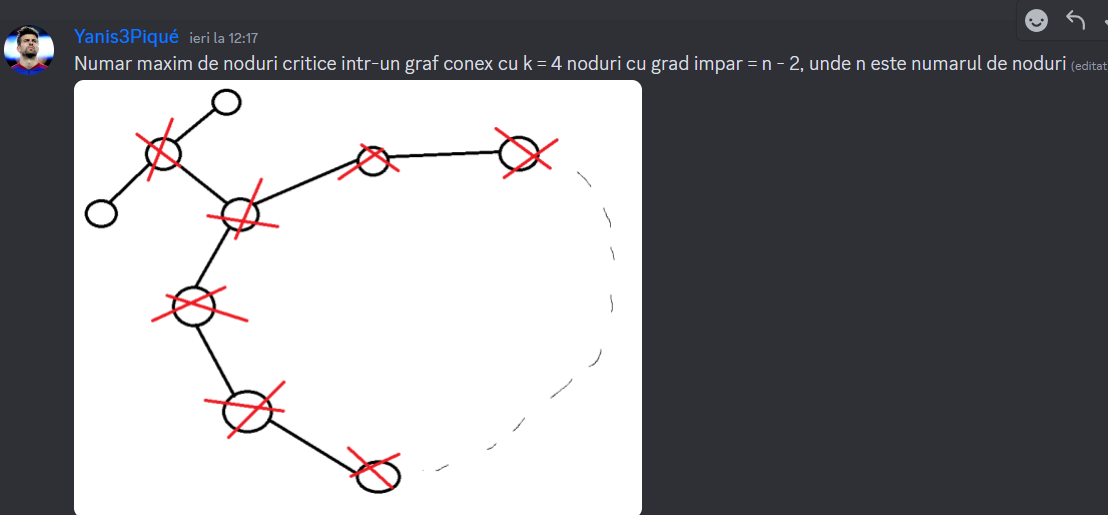 Yanis3Piqué ieri la 12:17
Numar maxim de noduri critice intr-un graf conex cu k = 4 noduri cu grad impar = n - 2, unde n este numarul de noduri (editat